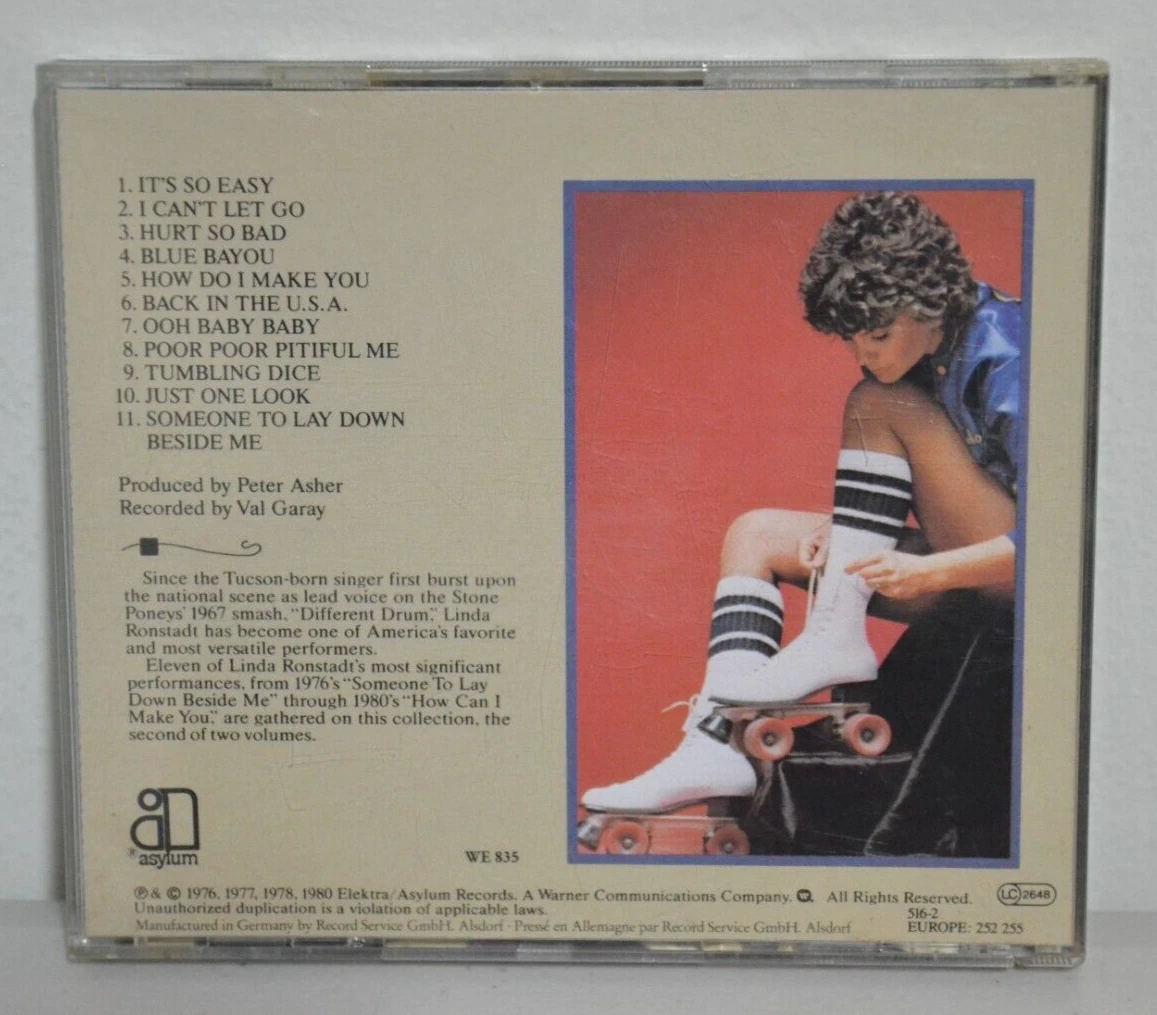 1. IT'S SO EASY
2. I CAN'T LET GO
3. HURT SO BAD
4. BLUE BAYOU
5. HOW DO I MAKE YOU
6. BACK IN THE U.S.A.
7. OOH BABY BABY
8. POOR POOR PITIFUL ME
9. TUMBLING DICE
10. JUST ONE LOOK
11. SOMEONE TO LAY DOWN
BESIDE ME
Produced by Peter Asher
Recorded by Val Garay
Since the Tucson-born singer first burst upon
the national scene as lead voice on the Stone
Poneys' 1967 smash, "Different Drum," Linda
Ronstadt has become one of America's favorite
and most versatile performers.
Eleven of Linda Ronstadt's most significant
performances, from 1976's "Someone To Lay
Down Beside Me" through 1980's "How Can I
Make You," are gathered on this collection, the
second of two volumes.
® asylum
WE 835
℗ & © 1976, 1977, 1978, 1980 Elektra/Asylum Records. A Warner Communications Company. All Rights Reserved.
Unauthorized duplication is a violation of applicable laws.
Manufactured in Germany by Record Service GmbH. Alsdorf · Pressé en Allemagne par Record Service GmbH. Alsdorf
LC 2648
516-2
EUROPE: 252 255